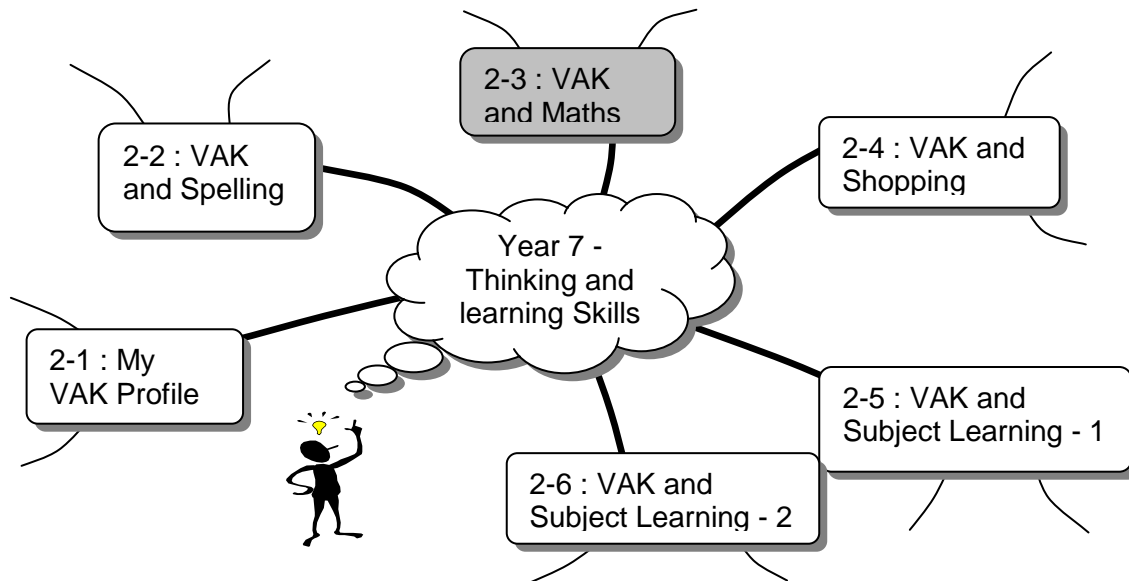 2-3 : VAK
and Maths
2-2 : VAK
and Spelling
2-4 : VAK and
Shopping
Year 7 -
Thinking and
learning Skills
2-1 : My
VAK Profile
2-5 : VAK and
Subject Learning - 1
2-6 : VAK and
Subject Learning - 2